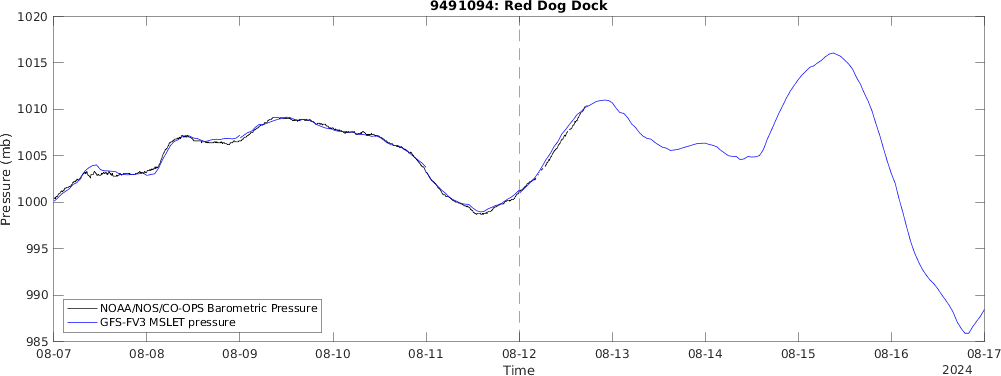 9491094: Red Dog Dock
1020
1015
1010
1005
1000
995
990
985
Pressure (mb)
NOAA/NOS/CO-OPS Barometric Pressure
GFS-FV3 MSLET pressure
08-07 08-08 08-09 08-10 08-11 08-12 08-13 08-14 08-15 08-16 08-17
Time
2024